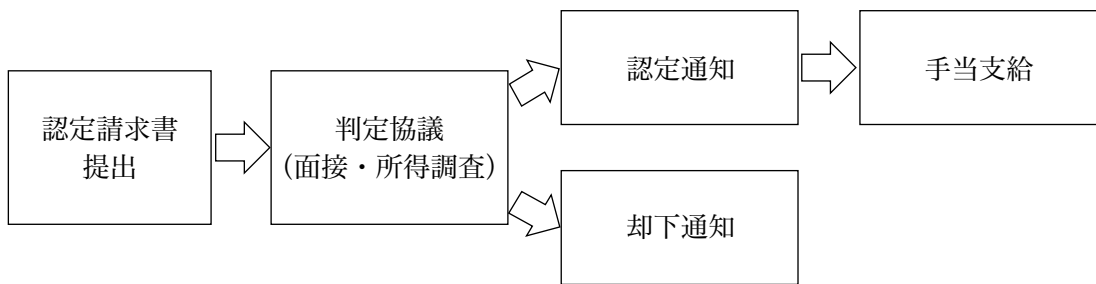 認定請求書
提出
判定協議
(面接・所得調査)
認定通知
手当支給
却下通知